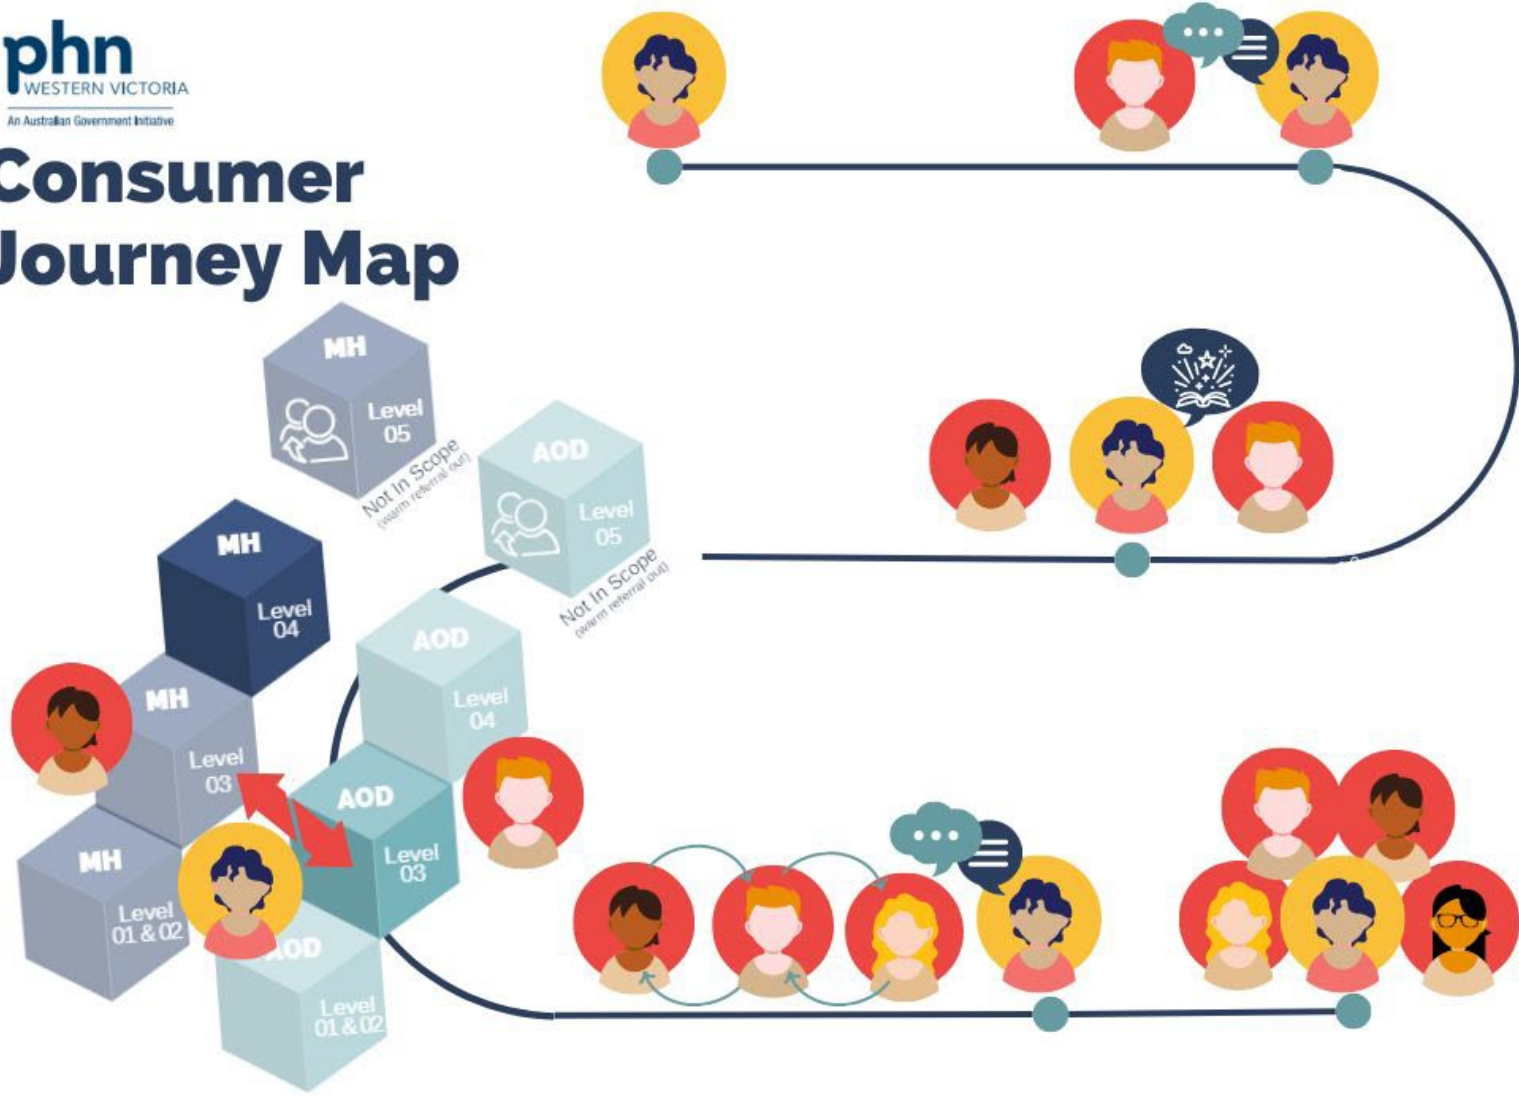 phn
WESTERN VICTORIA
An Australian Government Initiative
Consumer
Journey Map
MH
Level
05
Not In Scope
(warm referral out)
AOD
Level
05
Not In Scope
(warm referral out)
MH
Level
04
AOD
Level
04
MH
Level
03
AOD
Level
03
MH
Level
01 & 02
AOD
Level
01 & 02